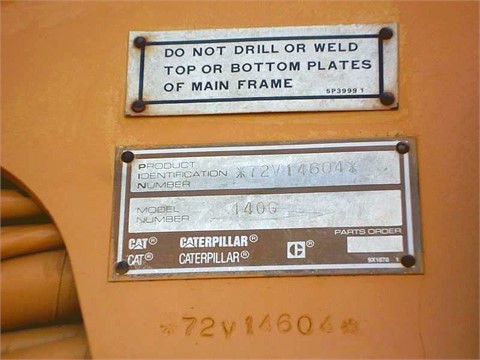 DO NOT DRILL OR WELD
TOP OR BOTTOM PLATES
OF MAIN FRAME
5P3999 1
PRODUCT
IDENTIFICATION
NUMBER
*72V14604*
MODEL
NUMBER
140G
PARTS ORDER
CAT® CATERPILLAR® C®
CAT® CATERPILLAR®
*72V14604*